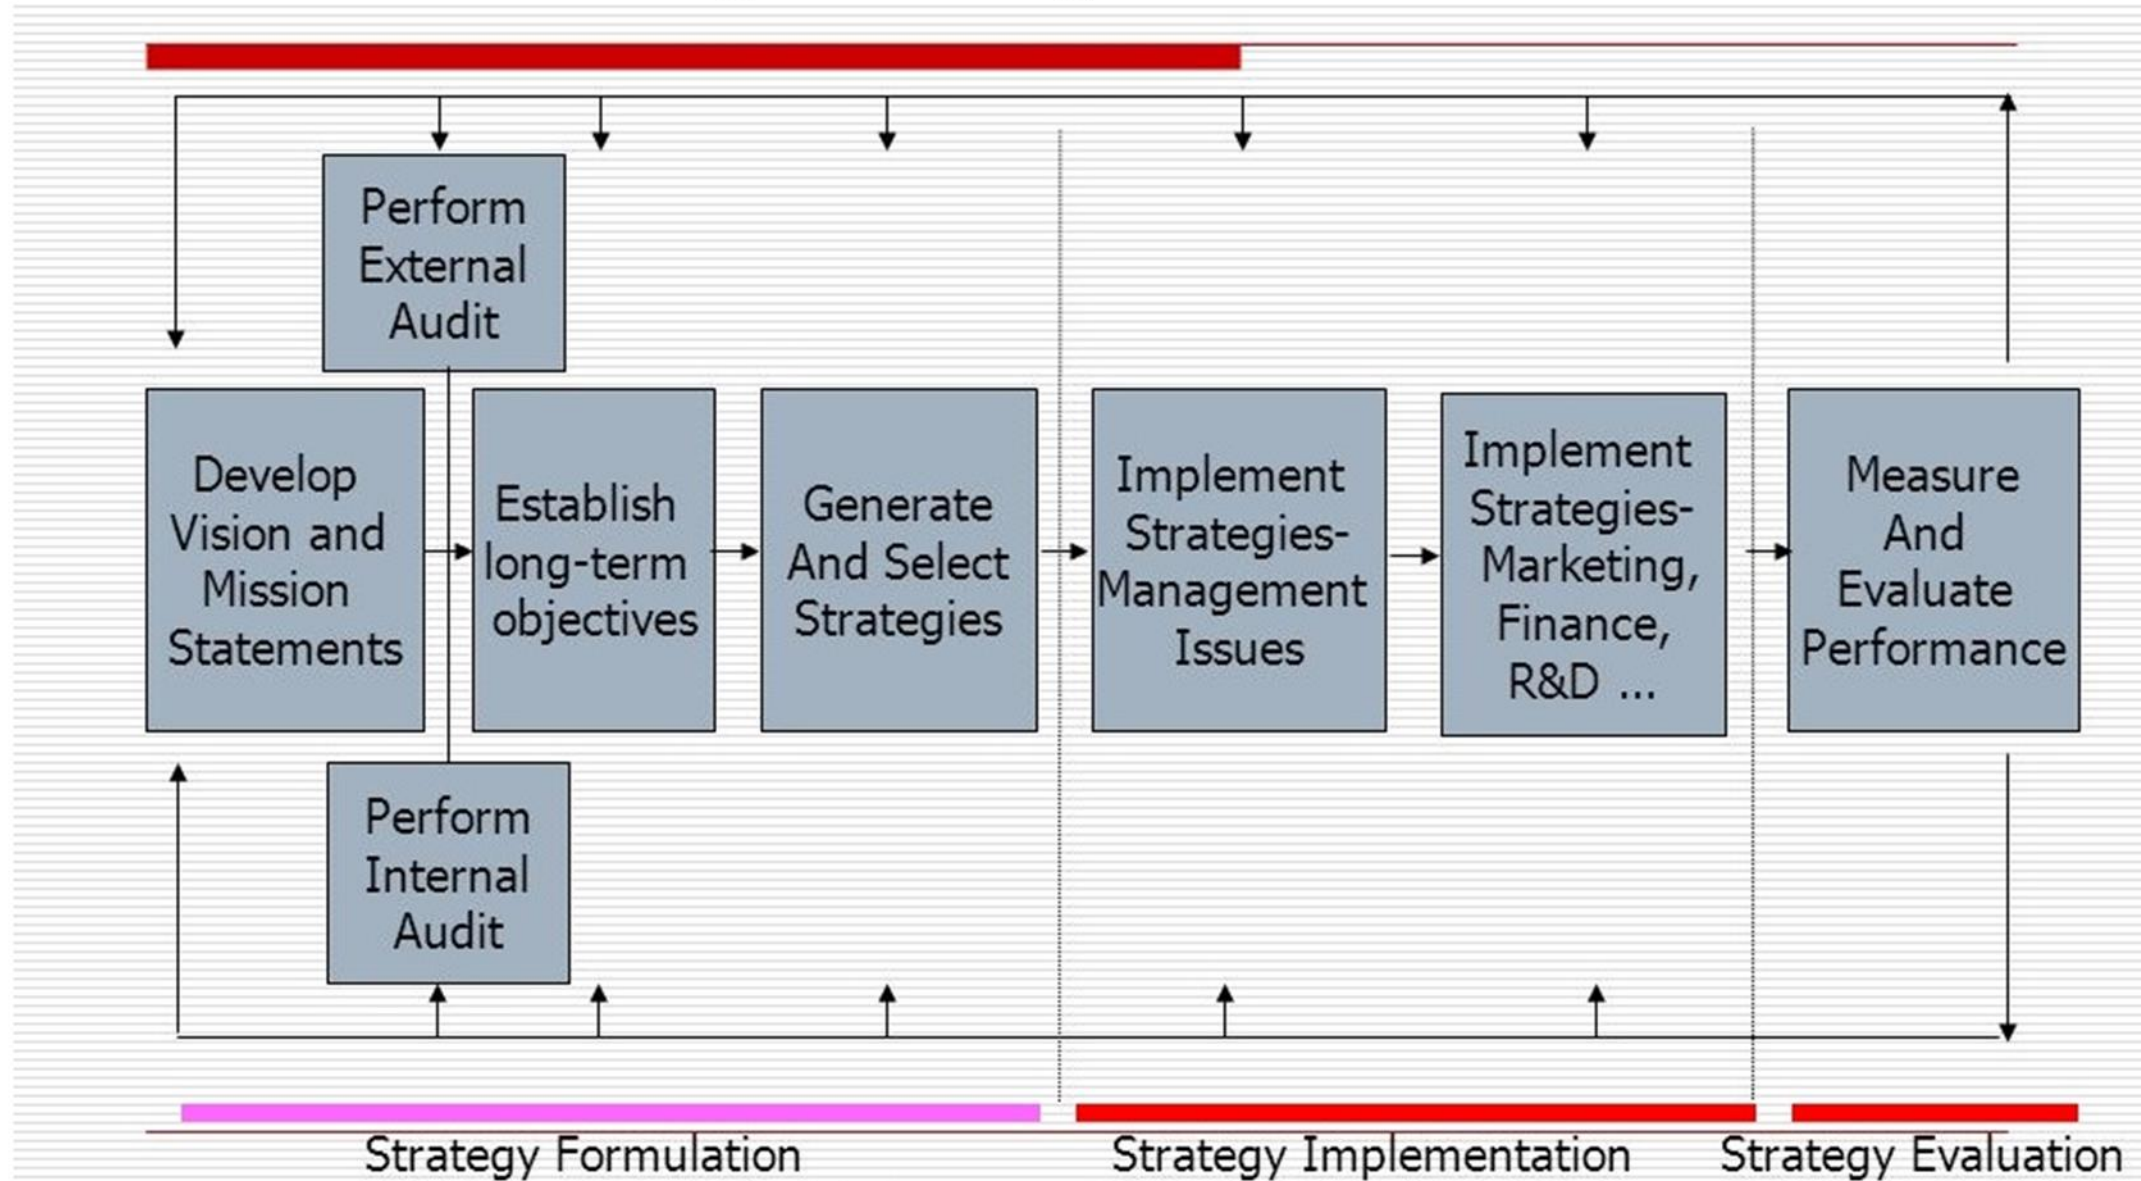 Perform
External
Audit
Develop
Vision and
Mission
Statements
Establish
long-term
objectives
Generate
And Select
Strategies
Implement
Strategies-
Management
Issues
Implement
Strategies-
Marketing,
Finance,
R&D ...
Measure
And
Evaluate
Performance
Perform
Internal
Audit
Strategy Formulation
Strategy Implementation
Strategy Evaluation